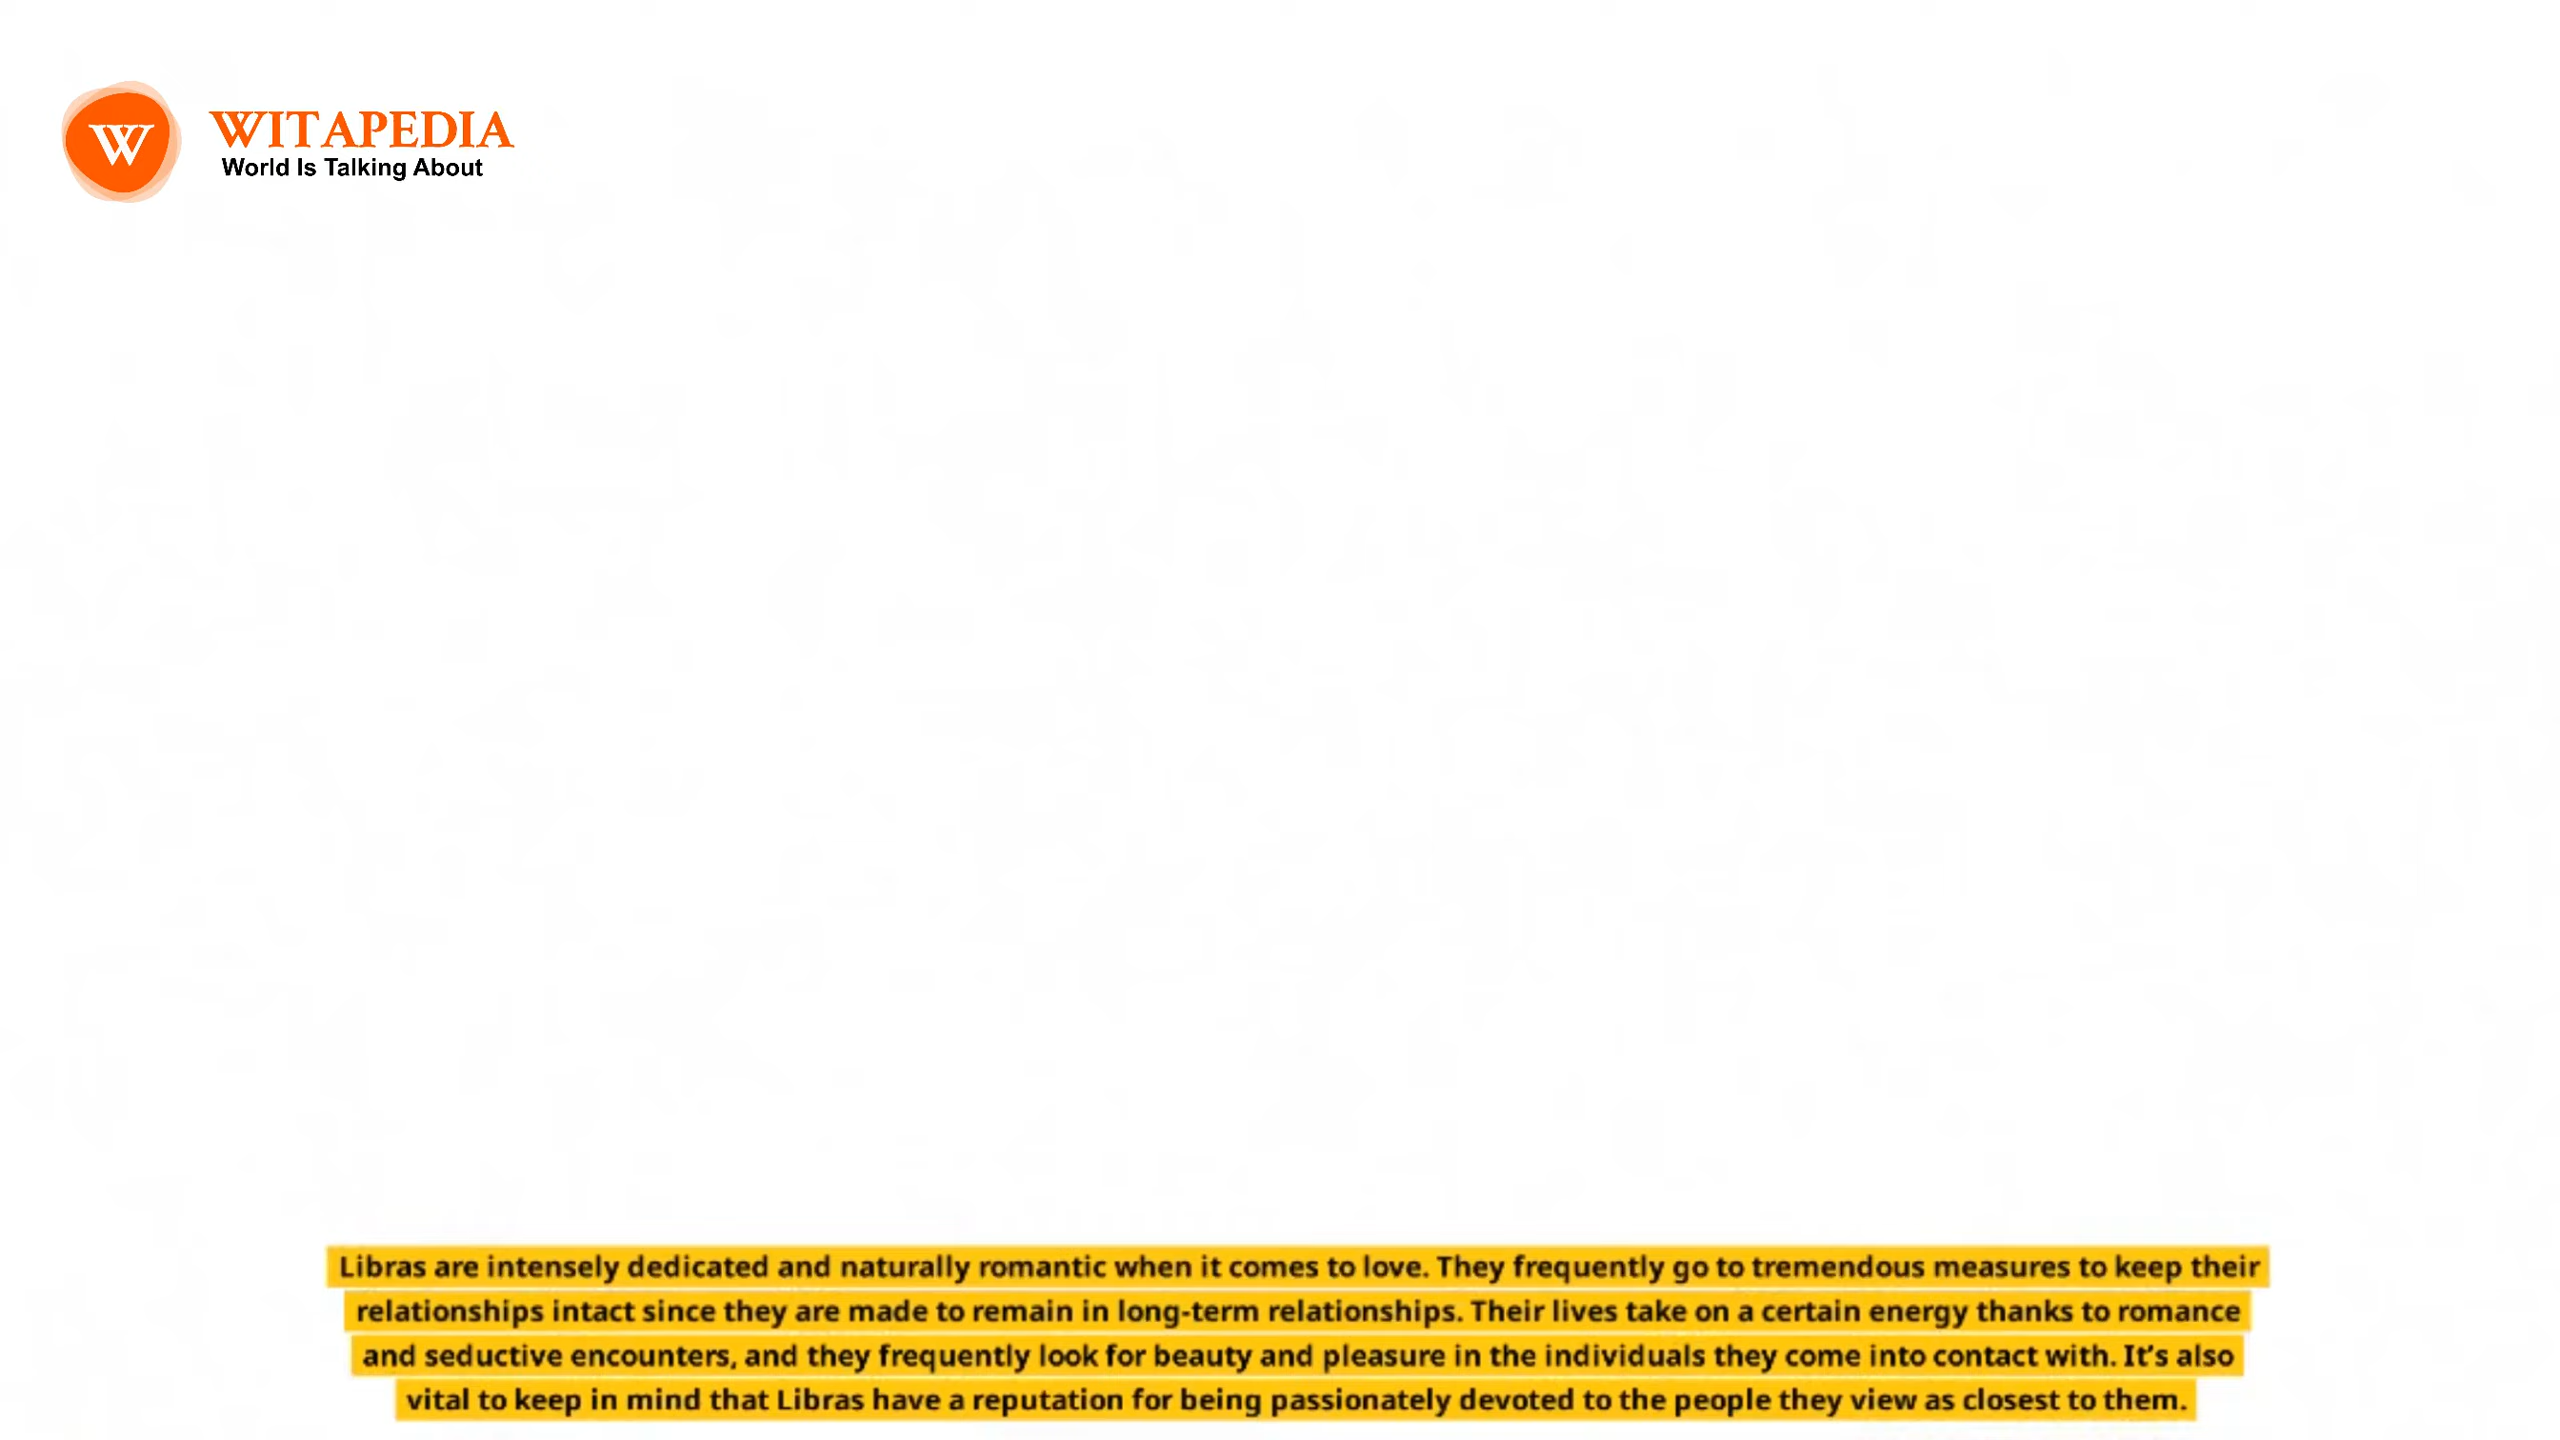 W
WITAPEDIA
World Is Talking About
Libras are intensely dedicated and naturally romantic when it comes to love. They frequently go to tremendous measures to keep their
relationships intact since they are made to remain in long-term relationships. Their lives take on a certain energy thanks to romance
and seductive encounters, and they frequently look for beauty and pleasure in the individuals they come into contact with. It’s also
vital to keep in mind that Libras have a reputation for being passionately devoted to the people they view as closest to them.